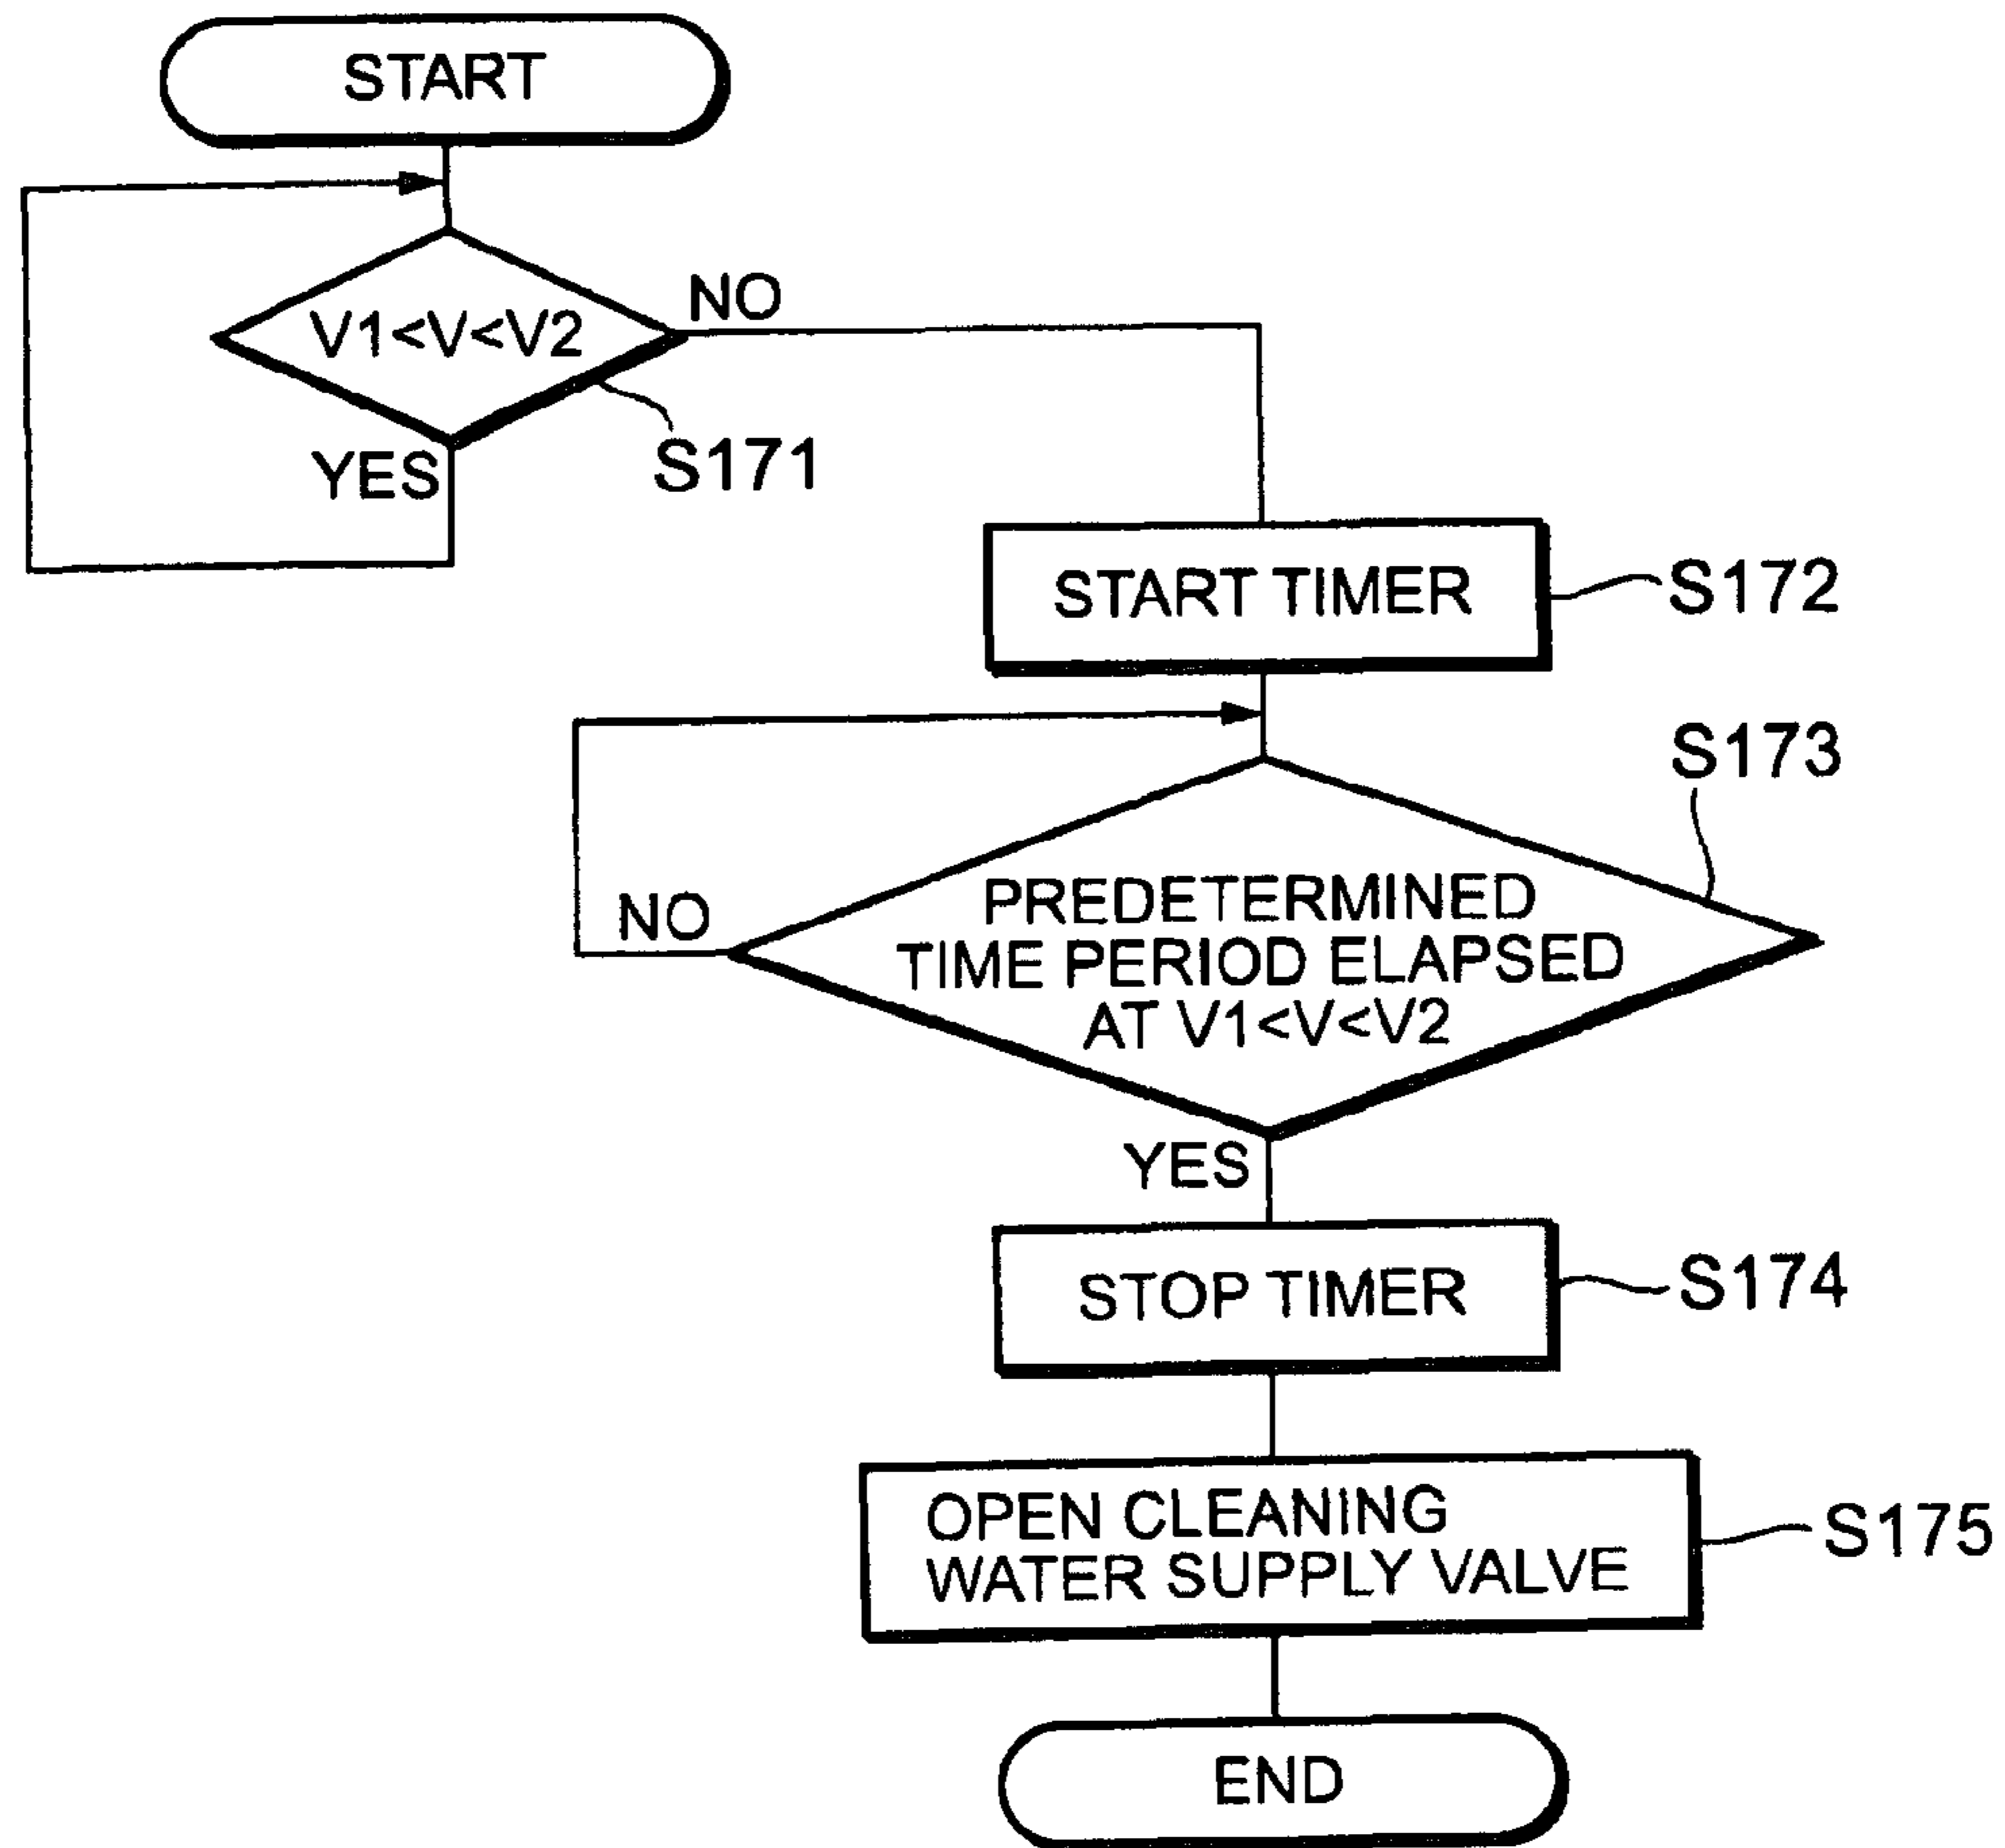 START
V1<V<V2
NO
YES
S171
START TIMER
S172
S173
NO
PREDETERMINED
TIME PERIOD ELAPSED
AT V1<V<V2
YES
STOP TIMER
S174
OPEN CLEANING
WATER SUPPLY VALVE
S175
END